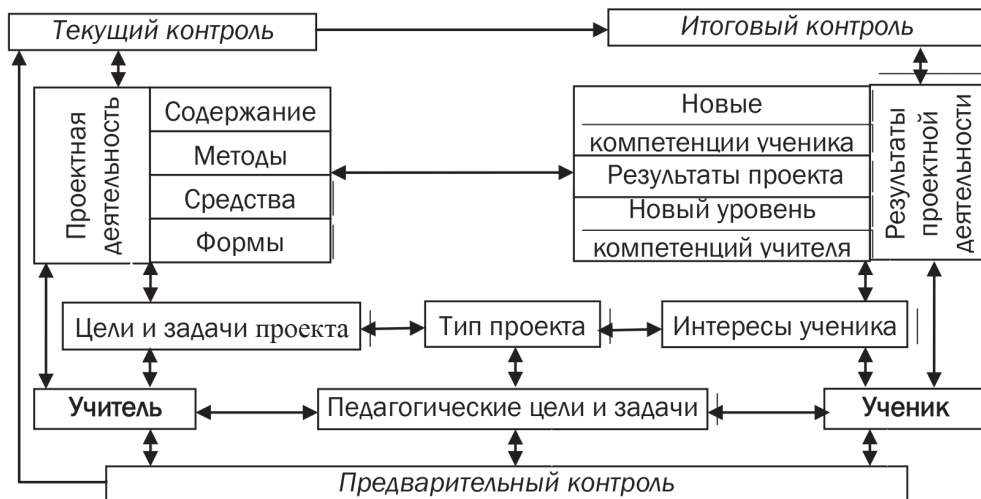 Текущий контроль
Итоговый контроль
Проектная
деятельность
Содержание
Методы
Средства
Формы
Новые
компетенции ученика
Результаты проекта
Новый уровень
компетенций учителя
Результаты
проектной
деятельности
Цели и задачи проекта
Тип проекта
Интересы ученика
Учитель
Педагогические цели и задачи
Ученик
Предварительный контроль